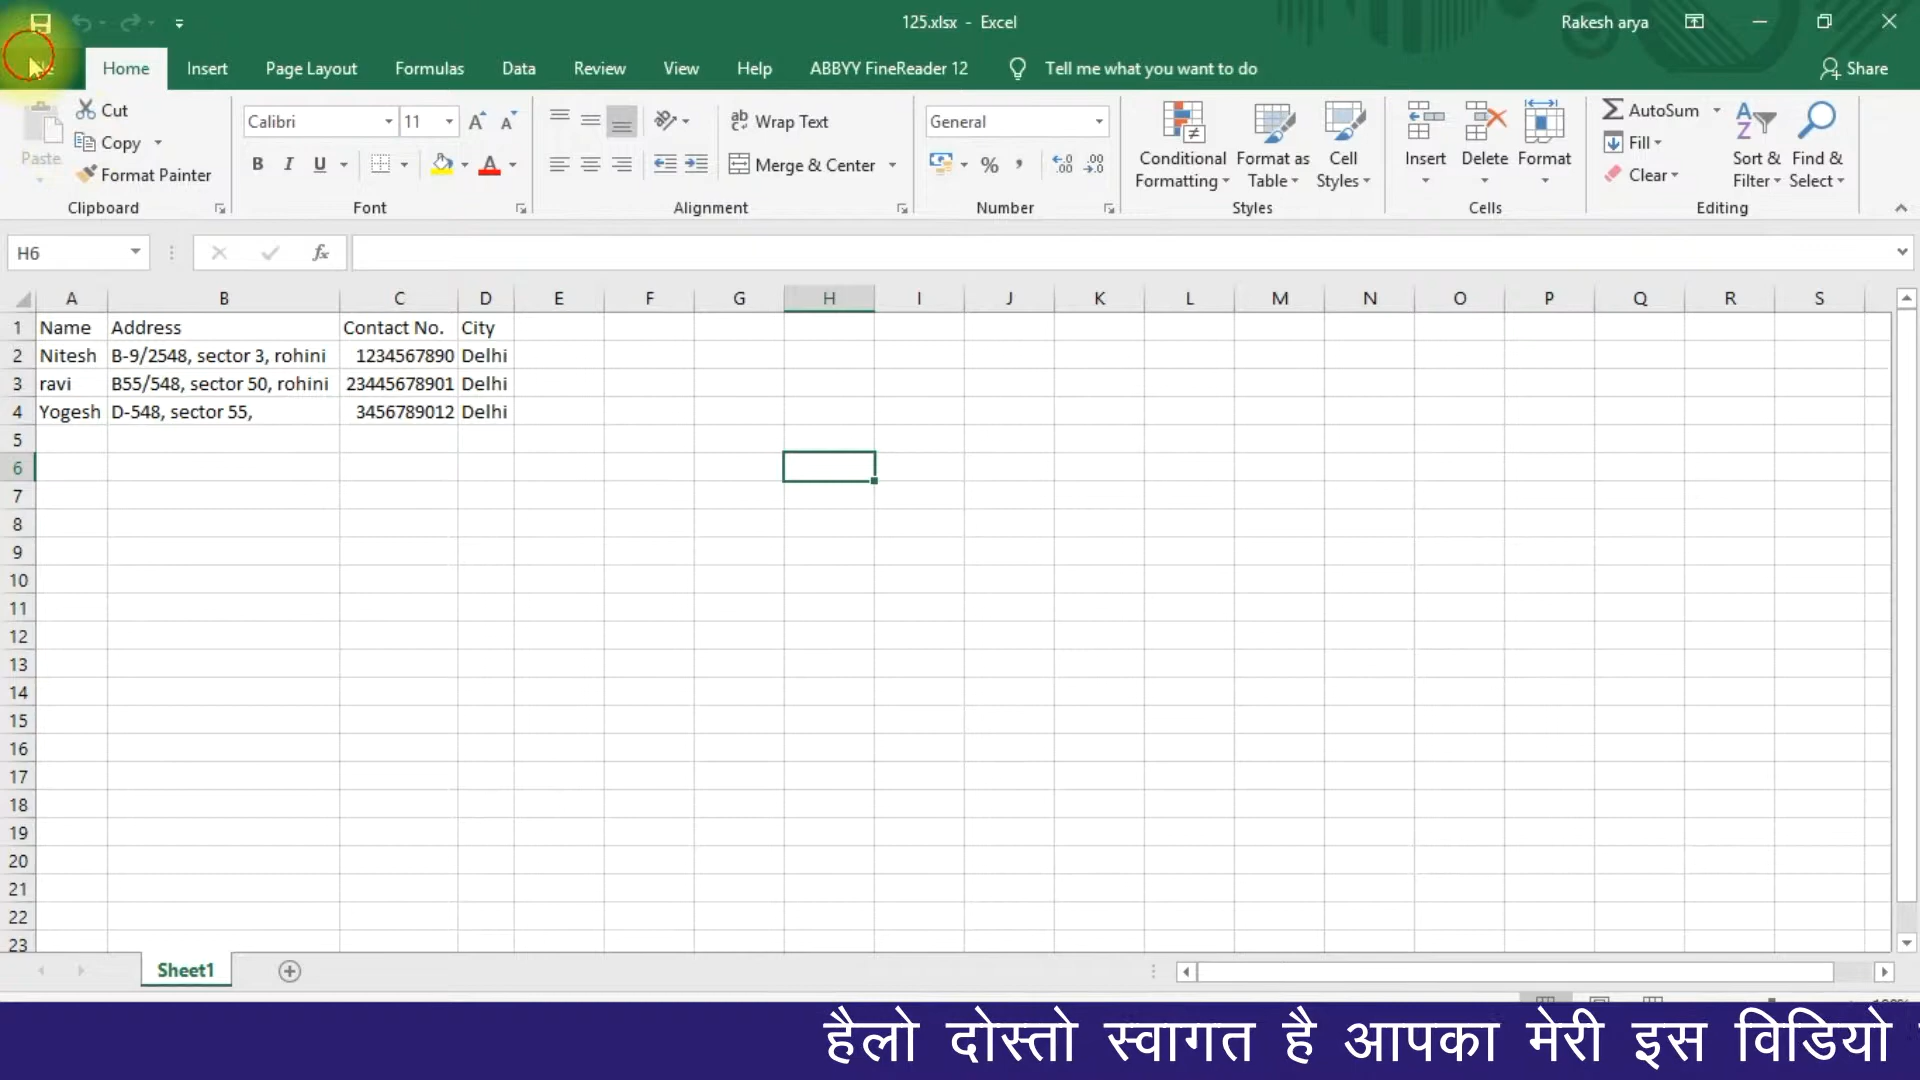 125.xlsx - Excel
Rakesh arya
Home Insert Page Layout Formulas Data Review View Help ABBYY FineReader 12 Tell me what you want to do Share
Paste
Cut
Copy
Format Painter
Clipboard
Calibri 11
B I U
Font
Wrap Text
Merge & Center
Alignment
General
Number
Conditional Formatting
Format as Table
Cell Styles
Styles
Insert Delete Format
Cells
AutoSum
Fill
Clear
Sort & Filter
Find & Select
Editing
H6 fx
A B C D E F G H I J K L M N O P Q R S
1 Name Address Contact No. City
2 Nitesh B-9/2548, sector 3, rohini 1234567890 Delhi
3 ravi B55/548, sector 50, rohini 23445678901 Delhi
4 Yogesh D-548, sector 55, 3456789012 Delhi
5
6
7
8
9
10
11
12
13
14
15
16
17
18
19
20
21
22
23
Sheet1
हैलो दोस्तो स्वागत है आपका मेरी इस विडियो